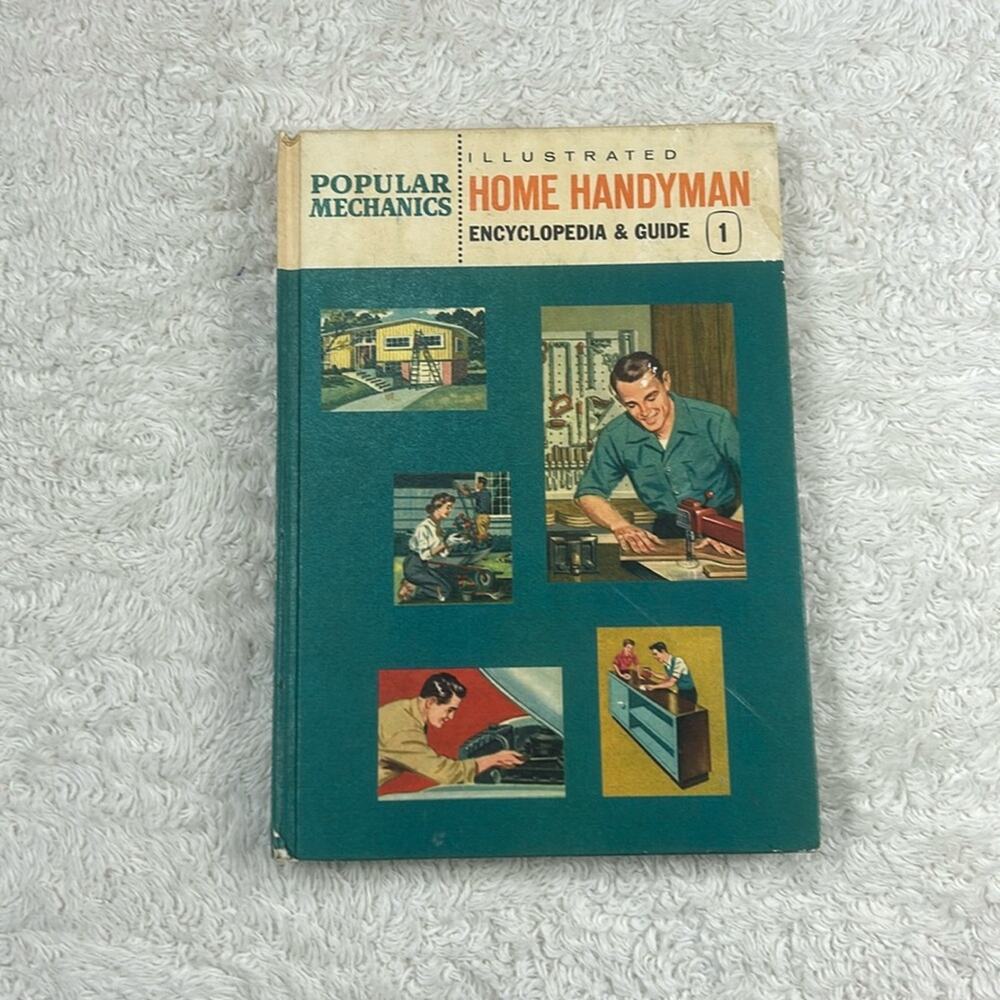 POPULAR
MECHANICS
ILLUSTRATED
HOME HANDYMAN
ENCYCLOPEDIA & GUIDE 1